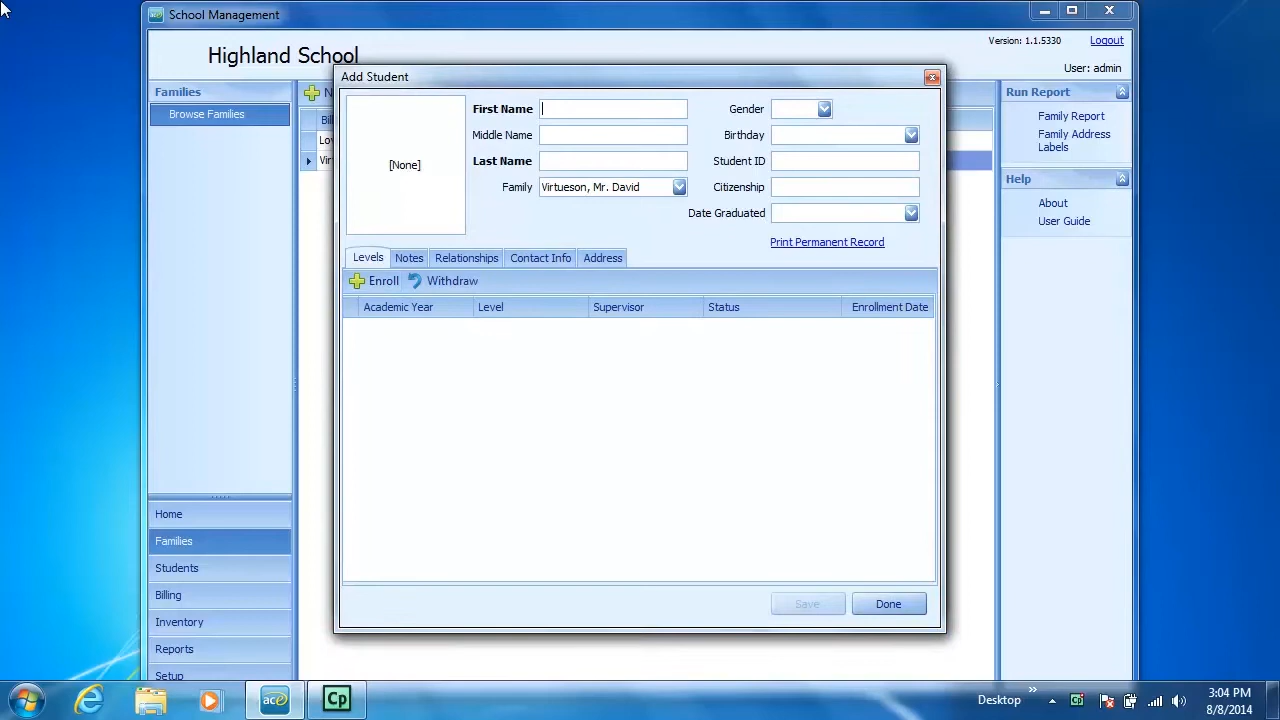 School Management
Highland School
Version: 1.1.5330
Logout
User: admin
Families
Browse Families
Add Student
[None]
First Name
Middle Name
Last Name
Family
Virtueson, Mr. David
Gender
Birthday
Student ID
Citizenship
Date Graduated
Print Permanent Record
Levels
Notes
Relationships
Contact Info
Address
Enroll
Withdraw
Academic Year
Level
Supervisor
Status
Enrollment Date
Save
Done
Run Report
Family Report
Family Address
Labels
Help
About
User Guide
Home
Families
Students
Billing
Inventory
Reports
Setup
ace
Cp
Desktop
3:04 PM
8/8/2014